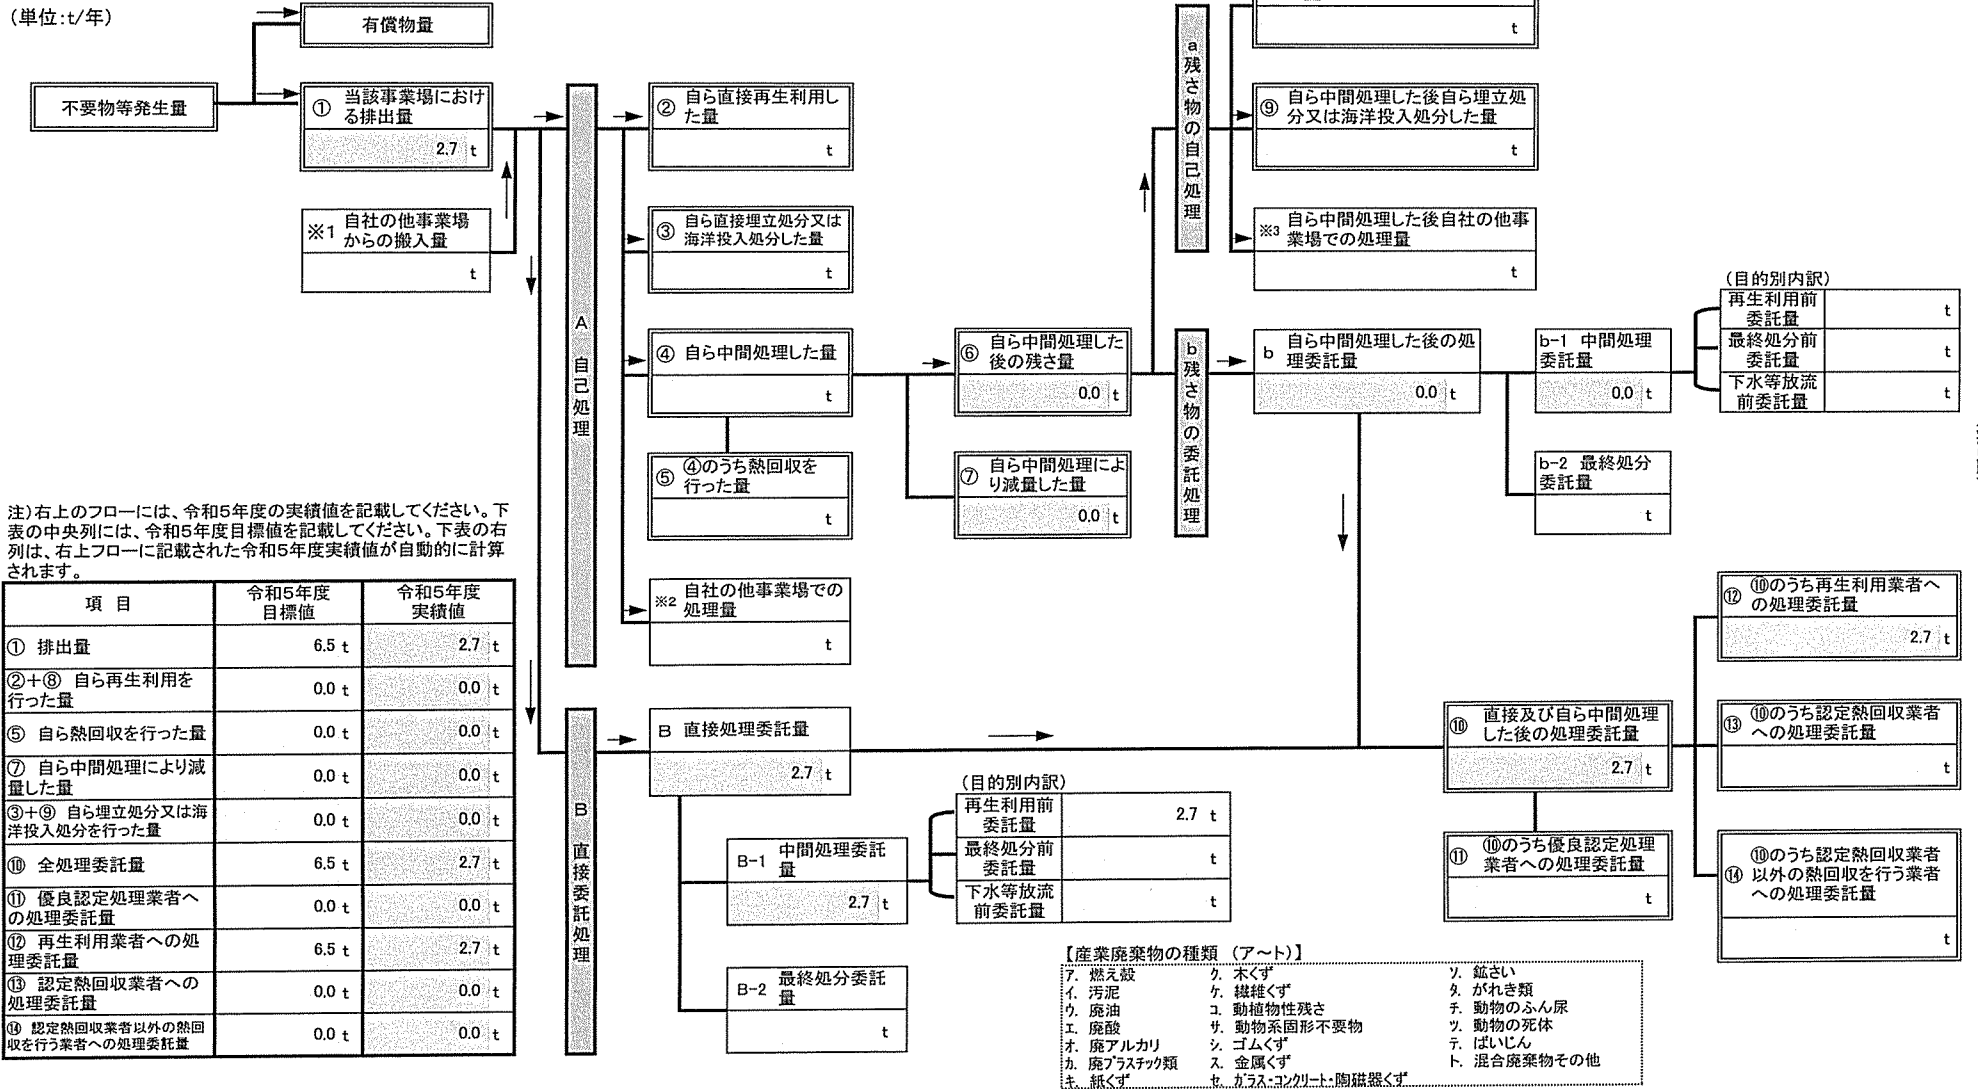 (単位:t/年)
有償物量
不要物等発生量
① 当該事業場におけ
る排出量
2.7 t
※1 自社の他事業場
からの搬入量
t
A 自己処理
② 自ら直接再生利用し
た量
t
③ 自ら直接埋立処分又は
海洋投入処分した量
t
④ 自ら中間処理した量
t
⑤ ④のうち熱回収を
行った量
t
※2 自社の他事業場での
処理量
t
⑥ 自ら中間処理した
後の残さ量
0.0 t
⑦ 自ら中間処理によ
り減量した量
0.0 t
a 残さ物の自己処理
t
⑨ 自ら中間処理した後自ら埋立処
分又は海洋投入処分した量
t
※3 自ら中間処理した後自社の他事
業場での処理量
t
b 残さ物の委託処理
b 自ら中間処理した後の処
理委託量
0.0 t
b-1 中間処理
委託量
0.0 t
b-2 最終処分
委託量
t
(目的別内訳)
再生利用前
委託量
t
最終処分前
委託量
t
下水等放流
前委託量
t
注)右上のフローには、令和5年度の実績値を記載してください。下
表の中央列には、令和5年度目標値を記載してください。下表の右
列は、右上フローに記載された令和5年度実績値が自動的に計算
されます。
項 目
令和5年度
目標値
令和5年度
実績値
① 排出量 6.5 t 2.7 t
②+⑧ 自ら再生利用を
行った量 0.0 t 0.0 t
⑤ 自ら熱回収を行った量 0.0 t 0.0 t
⑦ 自ら中間処理により減
量した量 0.0 t 0.0 t
③+⑨ 自ら埋立処分又は海
洋投入処分を行った量 0.0 t 0.0 t
⑩ 全処理委託量 6.5 t 2.7 t
⑪ 優良認定処理業者へ
の処理委託量 0.0 t 0.0 t
⑫ 再生利用業者への処
理委託量 6.5 t 2.7 t
⑬ 認定熱回収業者への
処理委託量 0.0 t 0.0 t
⑭ 認定熱回収業者以外の熱回
収を行う業者への処理委託量 0.0 t 0.0 t
B 直接委託処理
B 直接処理委託量
2.7 t
B-1 中間処理委託
量
2.7 t
B-2 最終処分委託
量
t
(目的別内訳)
再生利用前
委託量
2.7 t
最終処分前
委託量
t
下水等放流
前委託量
t
⑩ 直接及び自ら中間処理
した後の処理委託量
2.7 t
⑪ ⑩のうち優良認定処理
業者への処理委託量
t
⑫ ⑩のうち再生利用業者へ
の処理委託量
2.7 t
⑬ ⑩のうち認定熱回収業者
への処理委託量
t
⑭ ⑩のうち認定熱回収業者
以外の熱回収を行う業者
への処理委託量
t
【産業廃棄物の種類 (ア~ト)】
ア. 燃え殻 ク. 木くず ソ. 鉱さい
イ. 汚泥 ケ. 繊維くず タ. がれき類
ウ. 廃油 コ. 動植物性残さ チ. 動物のふん尿
エ. 廃酸 サ. 動物系固形不要物 ツ. 動物の死体
オ. 廃アルカリ シ. ゴムくず テ. ばいじん
カ. 廃プラスチック類 ス. 金属くず ト. 混合廃棄物その他
キ. 紙くず セ. ガラス・コンクリート・陶磁器くず